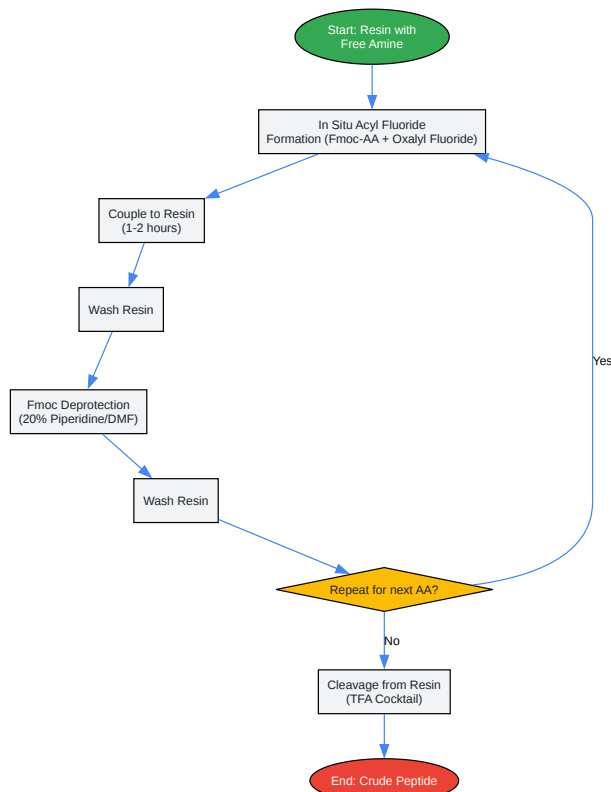 Start: Resin with
Free Amine
In Situ Acyl Fluoride
Formation (Fmoc-AA + Oxalyl Fluoride)
Couple to Resin
(1-2 hours)
Wash Resin
Fmoc Deprotection
(20% Piperidine/DMF)
Wash Resin
Repeat for next AA?
Yes
No
Cleavage from Resin
(TFA Cocktail)
End: Crude Peptide